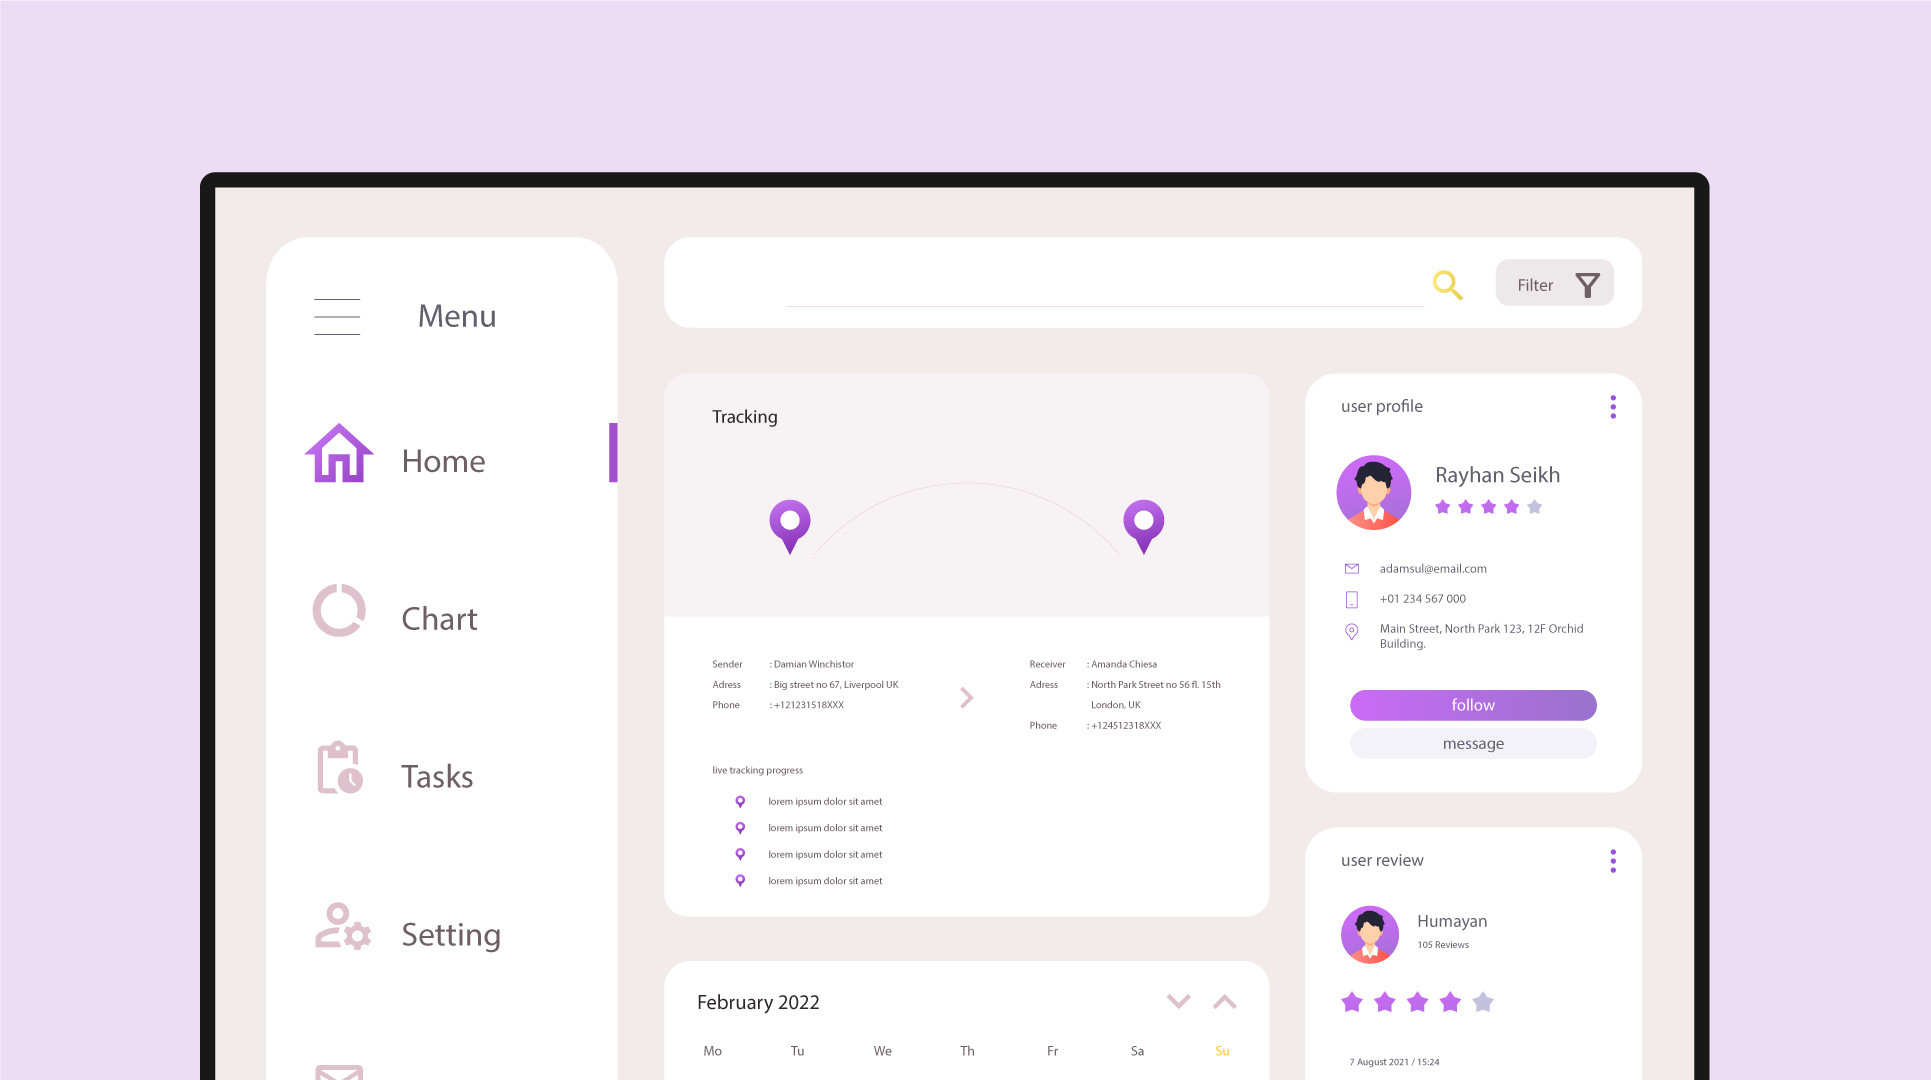 Menu
Home
Chart
Tasks
Setting
Filter
Tracking
Sender : Damian Winchistor
Adress : Big street no 67, Liverpool UK
Phone : +121231518XXX
Receiver : Amanda Chiesa
Adress : North Park Street no 56 fl. 15th
London, UK
Phone : +124512318XXX
live tracking progress
lorem ipsum dolor sit amet
lorem ipsum dolor sit amet
lorem ipsum dolor sit amet
lorem ipsum dolor sit amet
February 2022
Mo Tu We Th Fr Sa Su
user profile
Rayhan Seikh
adamsul@email.com
+01 234 567 000
Main Street, North Park 123, 12F Orchid
Building.
follow
message
user review
Humayan
105 Reviews
7 August 2021 / 15:24